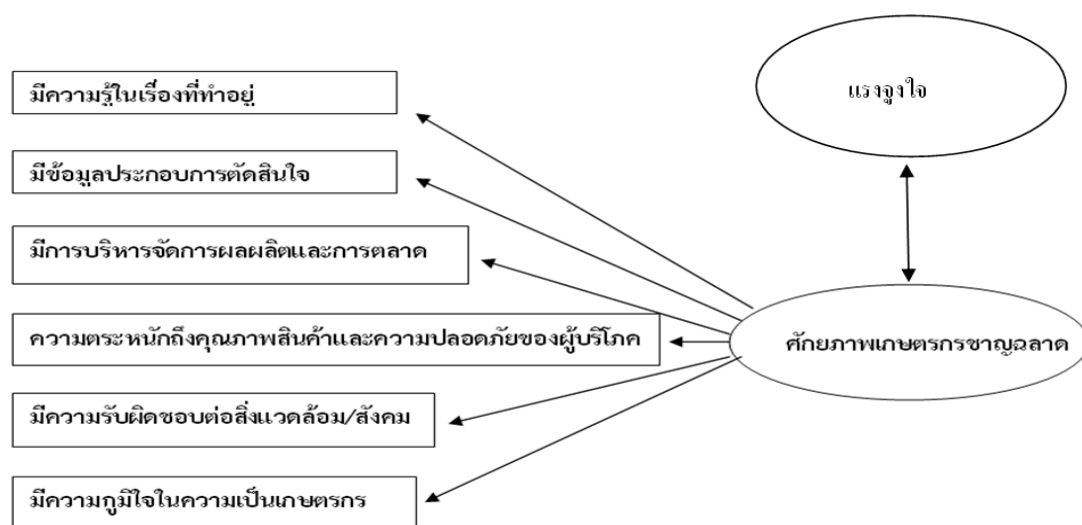 มีความรู้ในเรื่องที่ทำอยู่
แรงจูงใจ
มีข้อมูลประกอบการตัดสินใจ
มีการบริหารจัดการผลผลิตและการตลาด
ความตระหนักถึงคุณภาพสินค้าและความปลอดภัยของผู้บริโภค
ศักยภาพเกษตรกรชาญฉลาด
มีความรับผิดชอบต่อสิ่งแวดล้อม/สังคม
มีความภูมิใจในความเป็นเกษตรกร